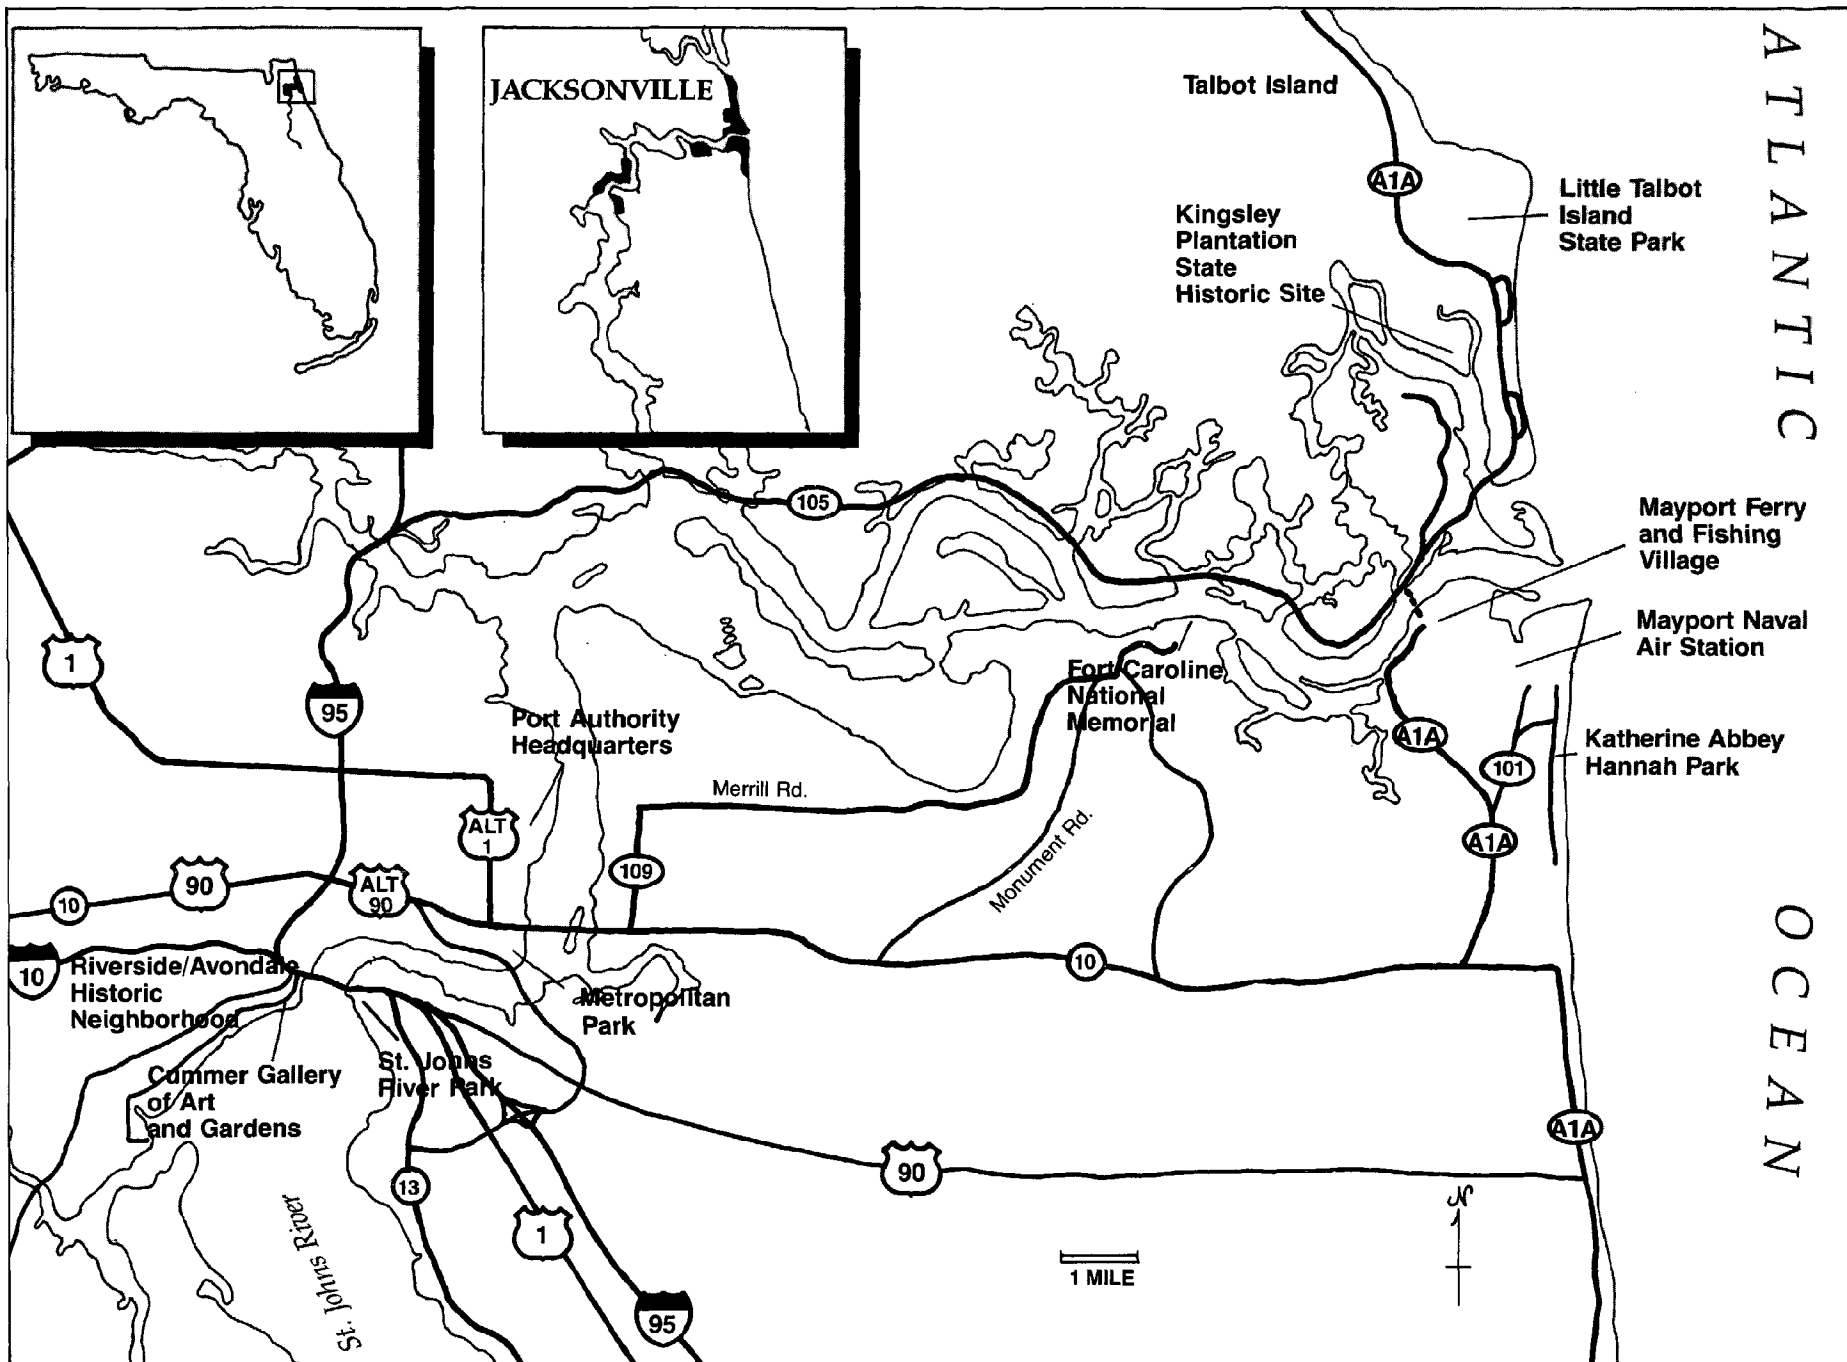 JACKSONVILLE
ATLANTIC
OCEAN
Talbot Island
A1A
Little Talbot
Island
State Park
Kingsley
Plantation
State
Historic Site
105
Mayport Ferry
and Fishing
Village
Mayport Naval
Air Station
1
95
Fort Caroline
National
Memorial
Port Authority
Headquarters
A1A
101
Katherine Abbey
Hannah Park
Merrill Rd.
ALT
1
Monument Rd.
A1A
109
90
ALT
90
10
10
10
Riverside/Avondale
Historic
Neighborhood
Metropolitan
Park
St. Johns
River Park
Cummer Gallery
of Art
and Gardens
A1A
90
13
St. Johns River
1
N
1 MILE
95